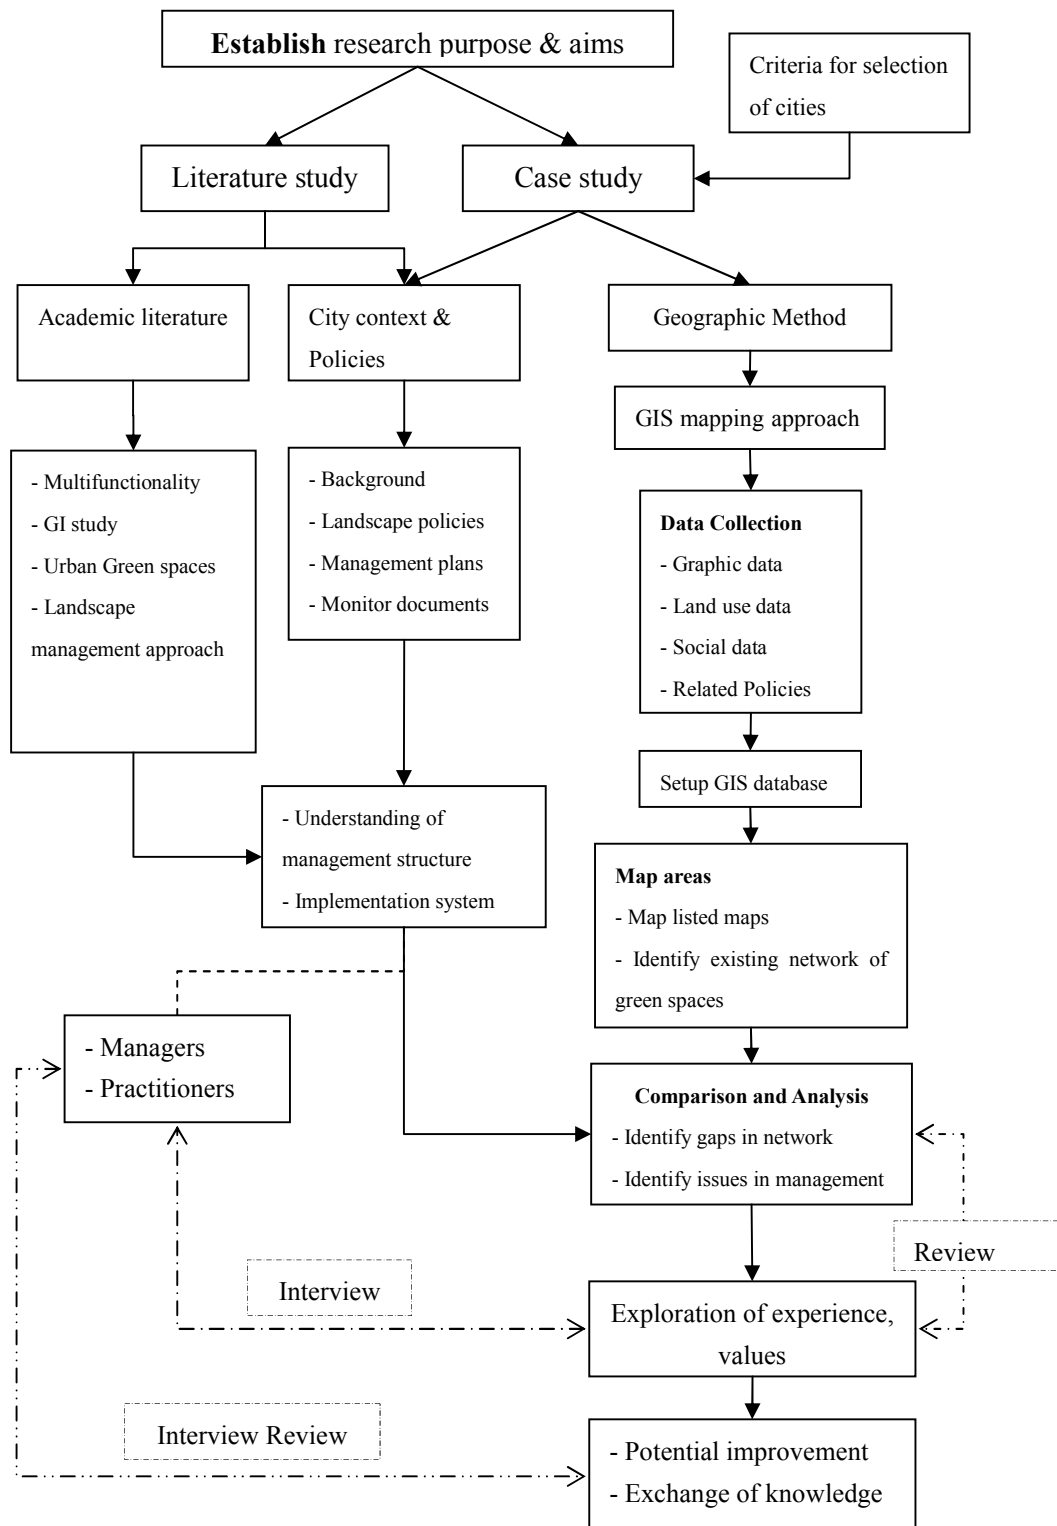 Establish research purpose & aims
Criteria for selection
of cities
Literature study
Case study
Academic literature
City context &
Policies
Geographic Method
GIS mapping approach
- Multifunctionality
- GI study
- Urban Green spaces
- Landscape
management approach
- Background
- Landscape policies
- Management plans
- Monitor documents
Data Collection
- Graphic data
- Land use data
- Social data
- Related Policies
Setup GIS database
- Understanding of
management structure
- Implementation system
Map areas
- Map listed maps
- Identify existing network of
green spaces
- Managers
- Practitioners
Comparison and Analysis
- Identify gaps in network
- Identify issues in management
Review
Interview
Exploration of experience,
values
Interview Review
- Potential improvement
- Exchange of knowledge